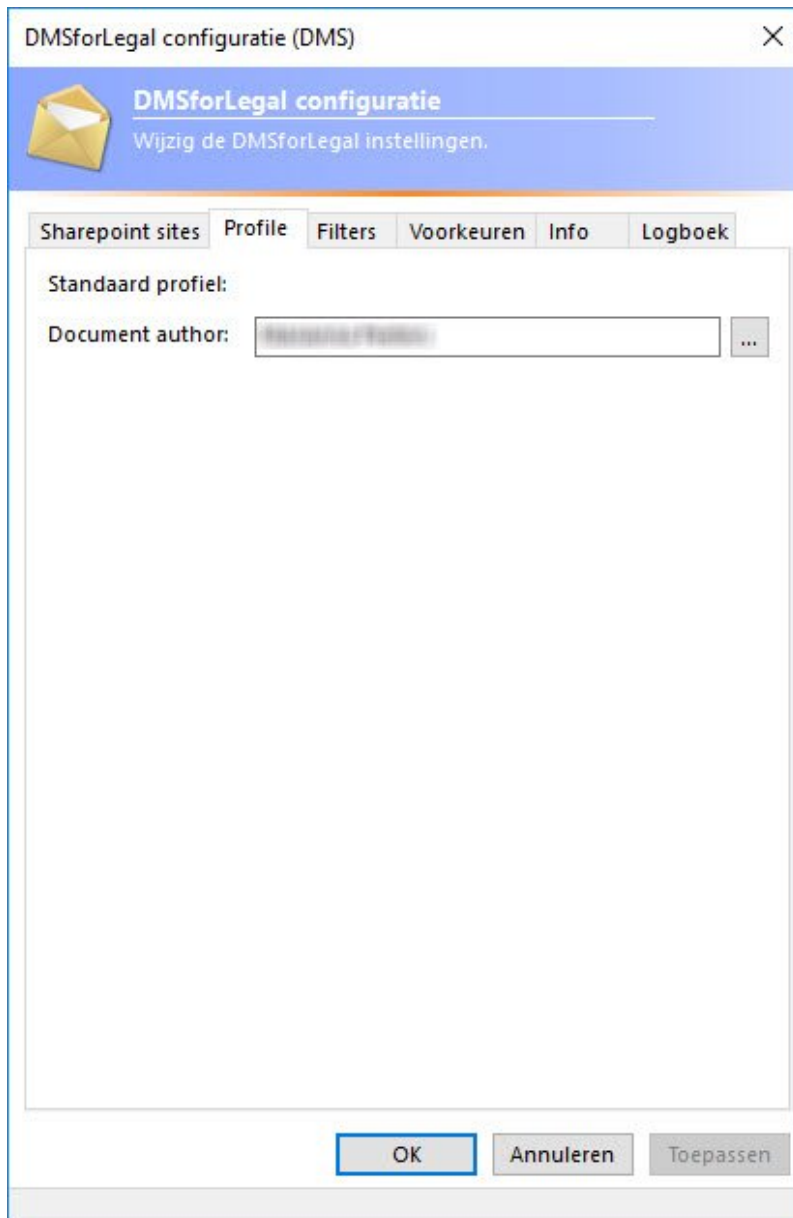 DMSforLegal configuratie (DMS)
DMSforLegal configuratie
Wijzig de DMSforLegal instellingen.
Sharepoint sites Profile Filters Voorkeuren Info Logboek
Standaard profiel:
Document author:
...
OK Annuleren Toepassen